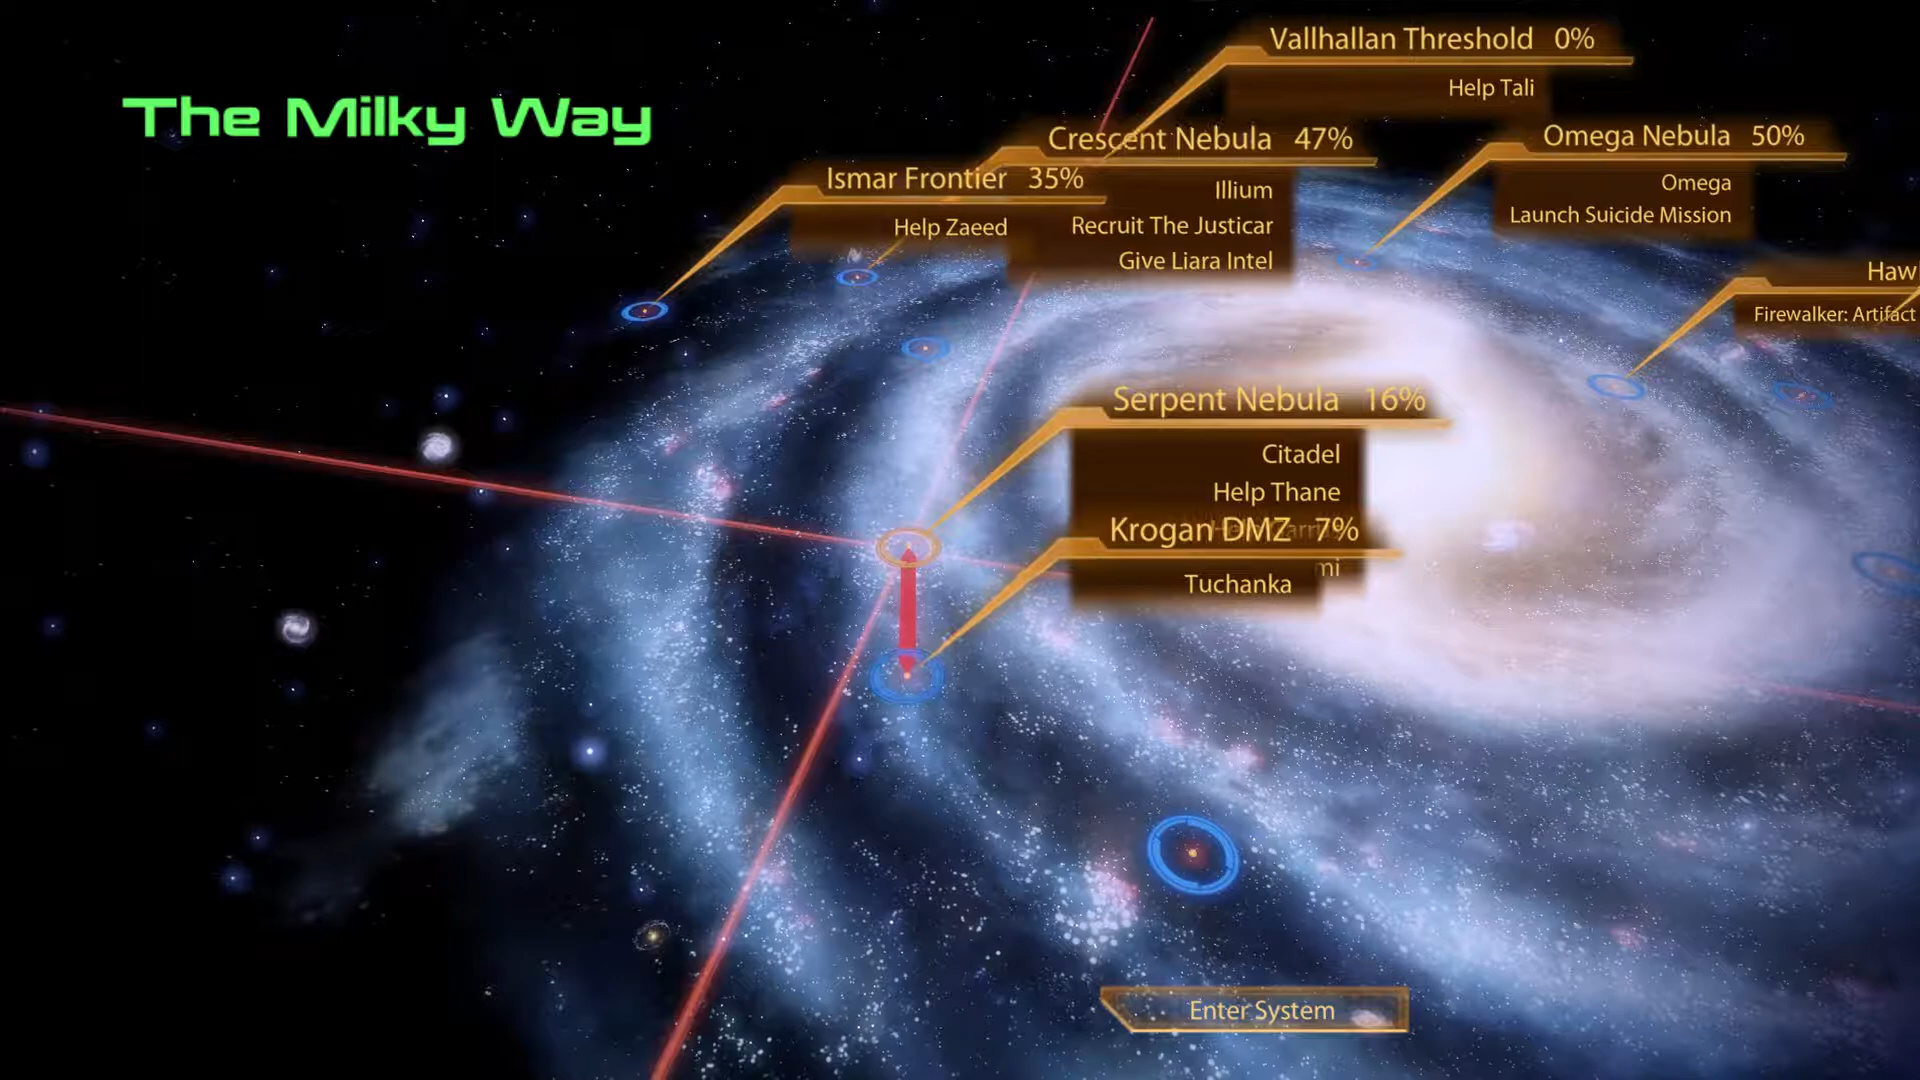 The Milky Way
Vallhallan Threshold 0%
Help Tali
Crescent Nebula 47%
Illium
Recruit The Justicar
Give Liara Intel
Omega Nebula 50%
Omega
Launch Suicide Mission
Ismar Frontier 35%
Help Zaeed
Firewalker: Artifact
Serpent Nebula 16%
Citadel
Help Thane
Krogan DMZ 7%
Tuchanka
Enter System